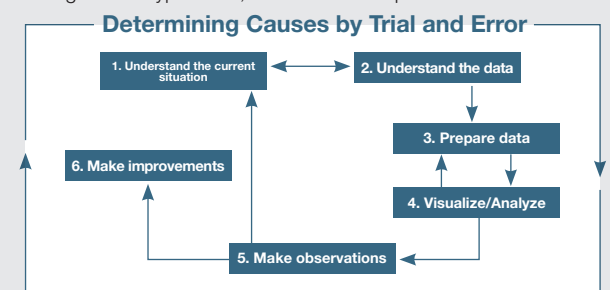 Determining Causes by Trial and Error
1. Understand the current
situation
2. Understand the data
3. Prepare data
6. Make improvements
4. Visualize/Analyze
5. Make observations